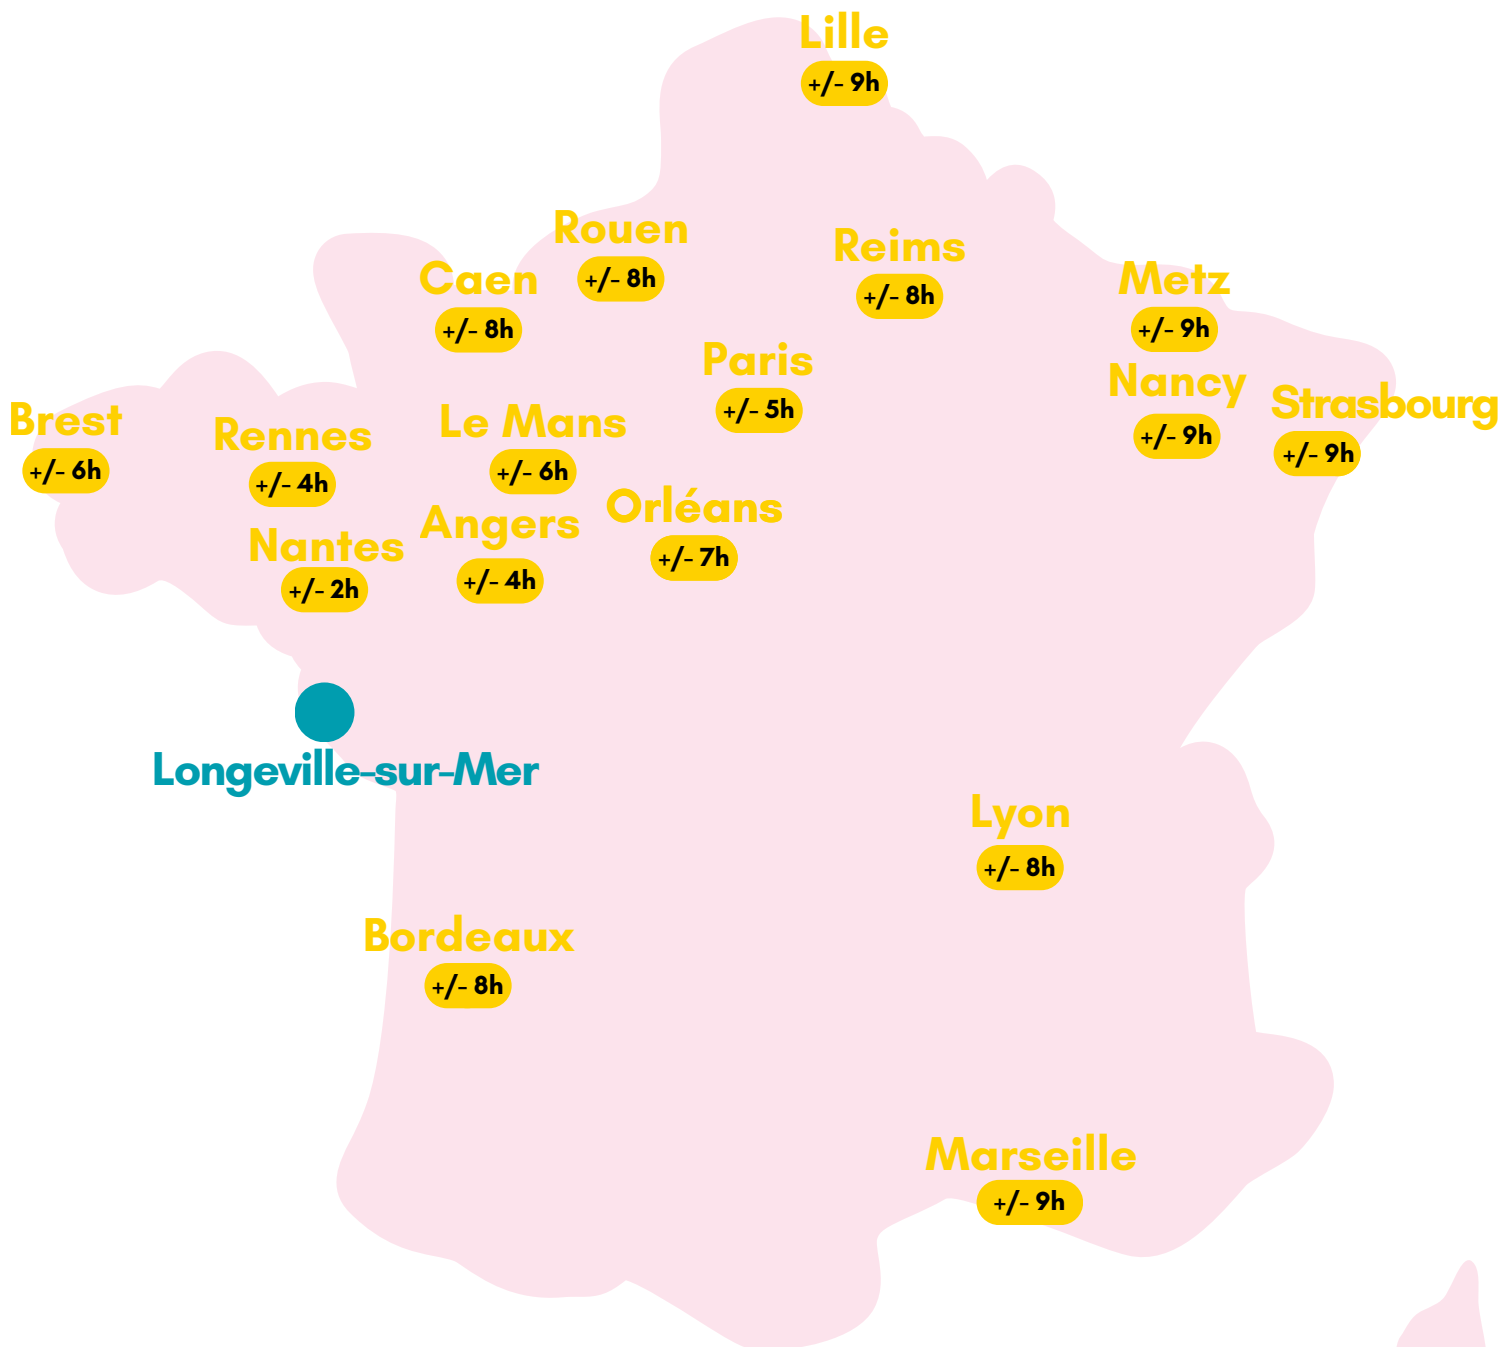 Lille
+/- 9h
Rouen
+/- 8h
Reims
+/- 8h
Caen
+/- 8h
Metz
+/- 9h
Paris
+/- 5h
Nancy
+/- 9h
Strasbourg
+/- 9h
Brest
+/- 6h
Rennes
+/- 4h
Le Mans
+/- 6h
Orléans
+/- 7h
Angers
+/- 4h
Nantes
+/- 2h
Longeville-sur-Mer
Lyon
+/- 8h
Bordeaux
+/- 8h
Marseille
+/- 9h